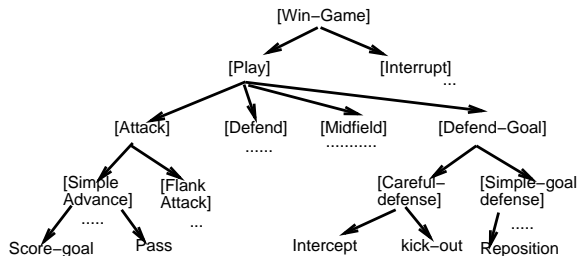 [Win–Game]
[Play]
[Interrupt]
...
[Attack]
[Defend]
[Midfield]
[Defend–Goal]
......
...........
[Simple
Advance]
.....
[Flank
Attack]
...
[Careful–
defense]
[Simple–goal
defense]
.....
Score–goal
Pass
Intercept
kick–out
Reposition